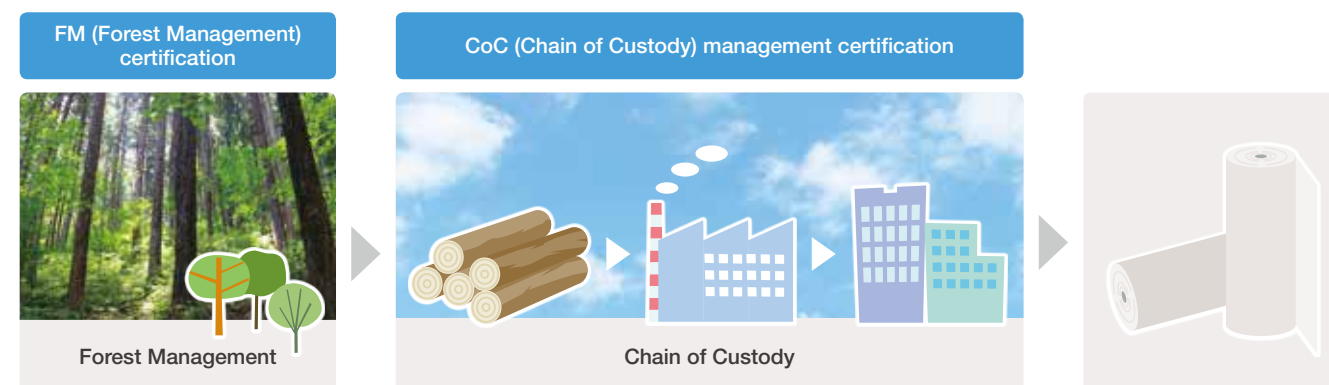 FM (Forest Management)
certification
CoC (Chain of Custody) management certification
Forest Management
Chain of Custody